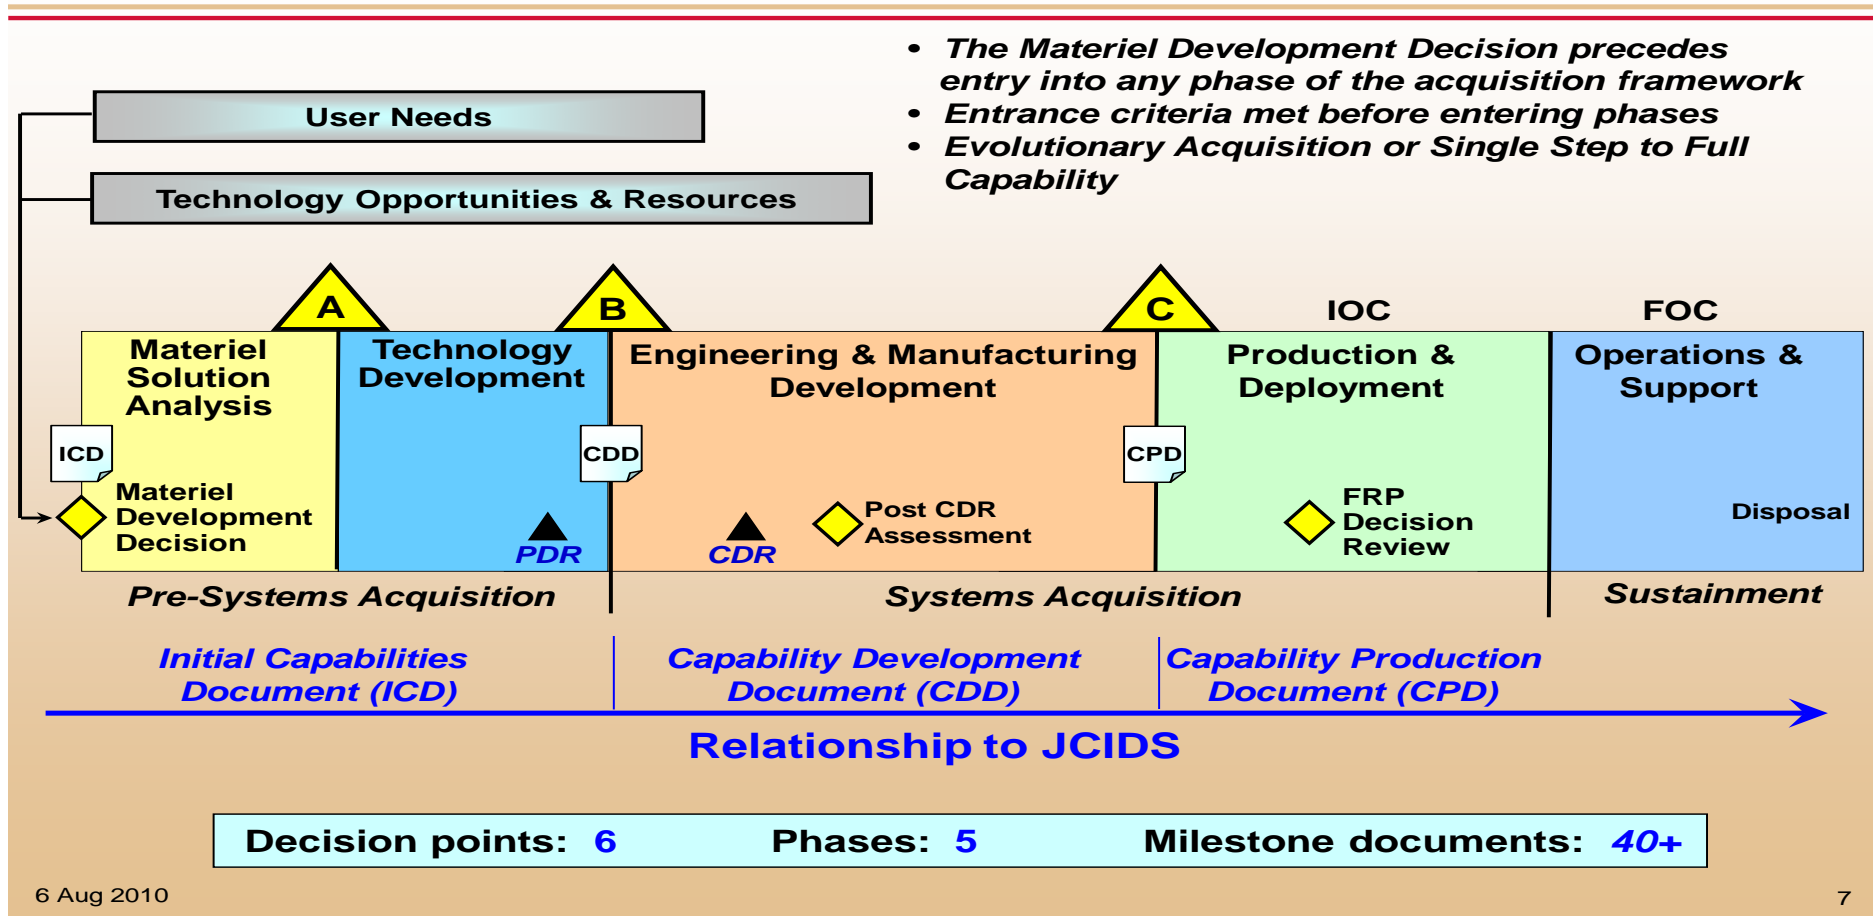 • The Materiel Development Decision precedes
entry into any phase of the acquisition framework
• Entrance criteria met before entering phases
• Evolutionary Acquisition or Single Step to Full
Capability
User Needs
Technology Opportunities & Resources
A
B
C
IOC
FOC
Materiel
Solution
Analysis
Technology
Development
Engineering & Manufacturing
Development
Production &
Deployment
Operations &
Support
ICD
CDD
CPD
Materiel
Development
Decision
PDR
CDR
Post CDR
Assessment
FRP
Decision
Review
Disposal
Pre-Systems Acquisition
Systems Acquisition
Sustainment
Initial Capabilities
Document (ICD)
Capability Development
Document (CDD)
Capability Production
Document (CPD)
Relationship to JCIDS
Decision points: 6 Phases: 5 Milestone documents: 40+
6 Aug 2010
7